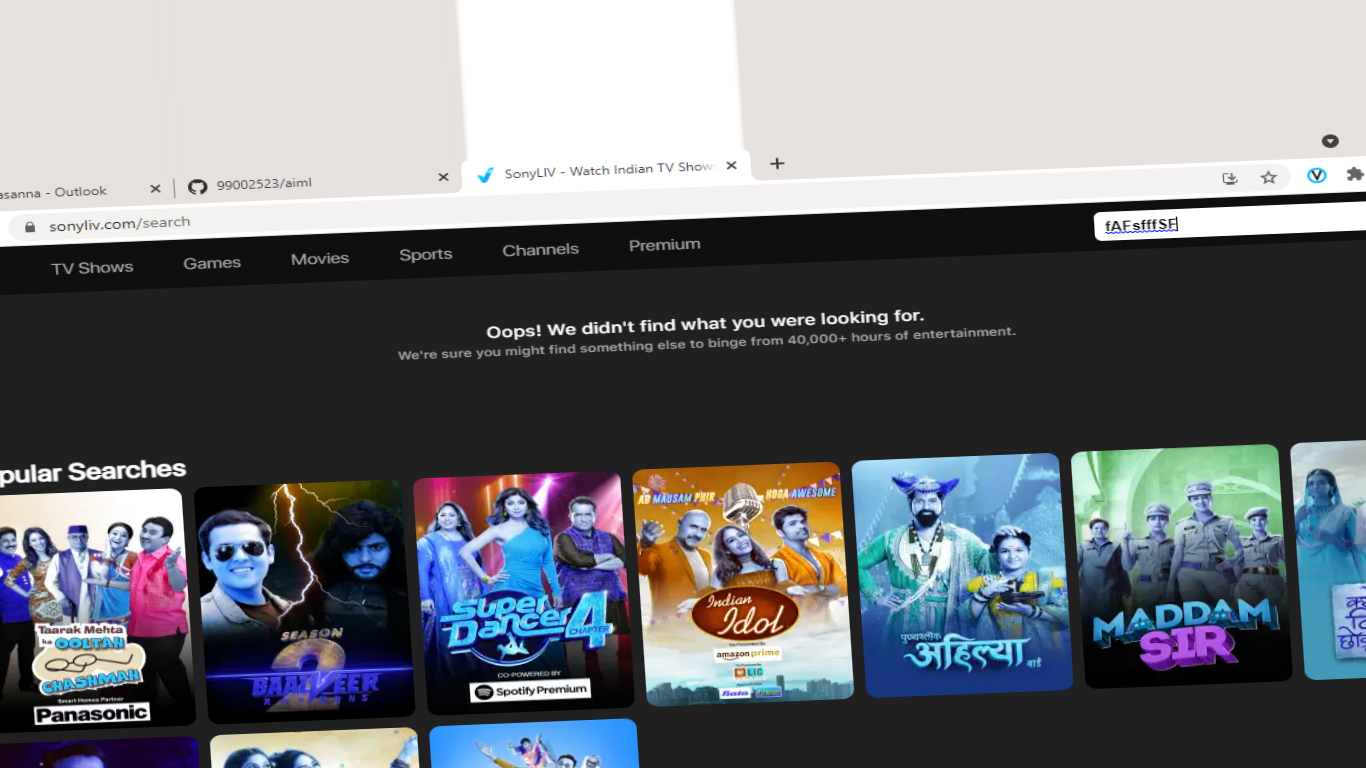 asanna - Outlook
99002523/aiml
SonyLIV - Watch Indian TV Shows
sonyliv.com/search
TV Shows Games Movies Sports Channels Premium
fAFsfffSF
Oops! We didn't find what you were looking for.
We're sure you might find something else to binge from 40,000+ hours of entertainment.
pular Searches
Taarak Mehta
ka OOLTAH
CHASHMAH
Smart Homes Partner
Panasonic
SEASON
2
BAALVEER
RETURNS
Super
Dancer 4
CHAPTER
CO-POWERED BY
Spotify Premium
AB MAUSAM PHIR HOGA AWESOME
Indian
Idol
amazon prime
LIC
Bata
पुण्यश्लोक
अहिल्या बाई
MADDAM
SIR